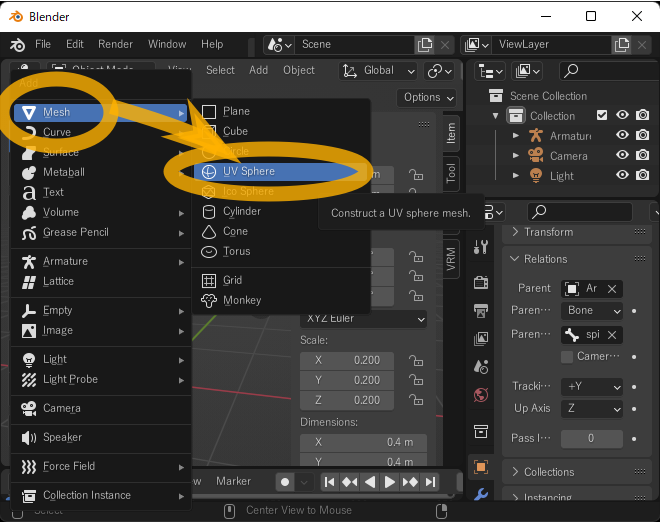 Blender
File Edit Render Window Help Scene ViewLayer
Object Mode View Select Add Object Global
Options
Add
Mesh
Curve
Surface
Metaball
Text
Volume
Grease Pencil
Armature
Lattice
Empty
Image
Light
Light Probe
Camera
Speaker
Force Field
Collection Instance
Plane
Cube
Circle
UV Sphere
Ico Sphere
Cylinder
Cone
Torus
Grid
Monkey
Construct a UV sphere mesh.
m
XYZ Euler
Scale:
X 0.200
Y 0.200
Z 0.200
Dimensions:
X 0.4 m
Y 0.4 m
Item
Tool
VRM
Scene Collection
Collection
Armature
Camera
Light
Transform
Relations
Parent Ar
Paren··· Bone
Paren··· spi
Camer···
Tracki··· +Y
Up Axis Z
Pass I··· 0
Collections
Instancing
Marker
Select Center View to Mouse